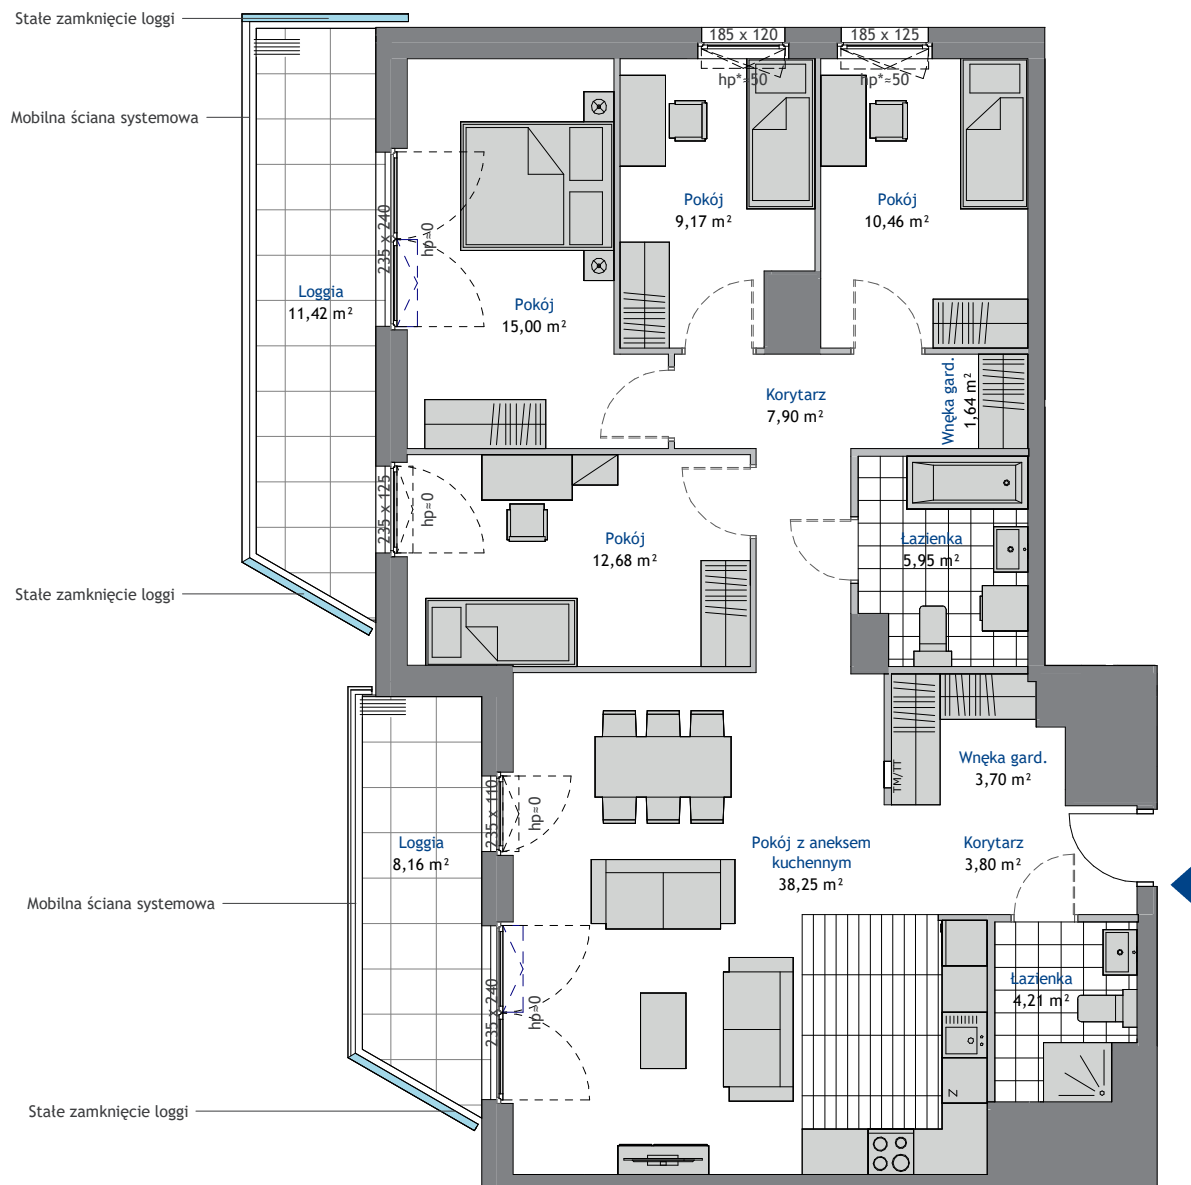 Stałe zamknięcie loggi
185 x 120
185 x 125
hp*≈50
hp*≈50
Mobilna ściana systemowa
Pokój
9,17 m²
Pokój
10,46 m²
235 x 240
hp≈0
Loggia
11,42 m²
Pokój
15,00 m²
Korytarz
7,90 m²
Wnęka gard.
1,64 m²
235 x 125
hp≈0
Pokój
12,68 m²
Łazienka
5,95 m²
Stałe zamknięcie loggi
Wnęka gard.
3,70 m²
TM/TT
235 x 110
hp≈0
Loggia
8,16 m²
Pokój z aneksem
kuchennym
38,25 m²
Korytarz
3,80 m²
Mobilna ściana systemowa
235 x 240
hp≈0
Łazienka
4,21 m²
Z
Stałe zamknięcie loggi